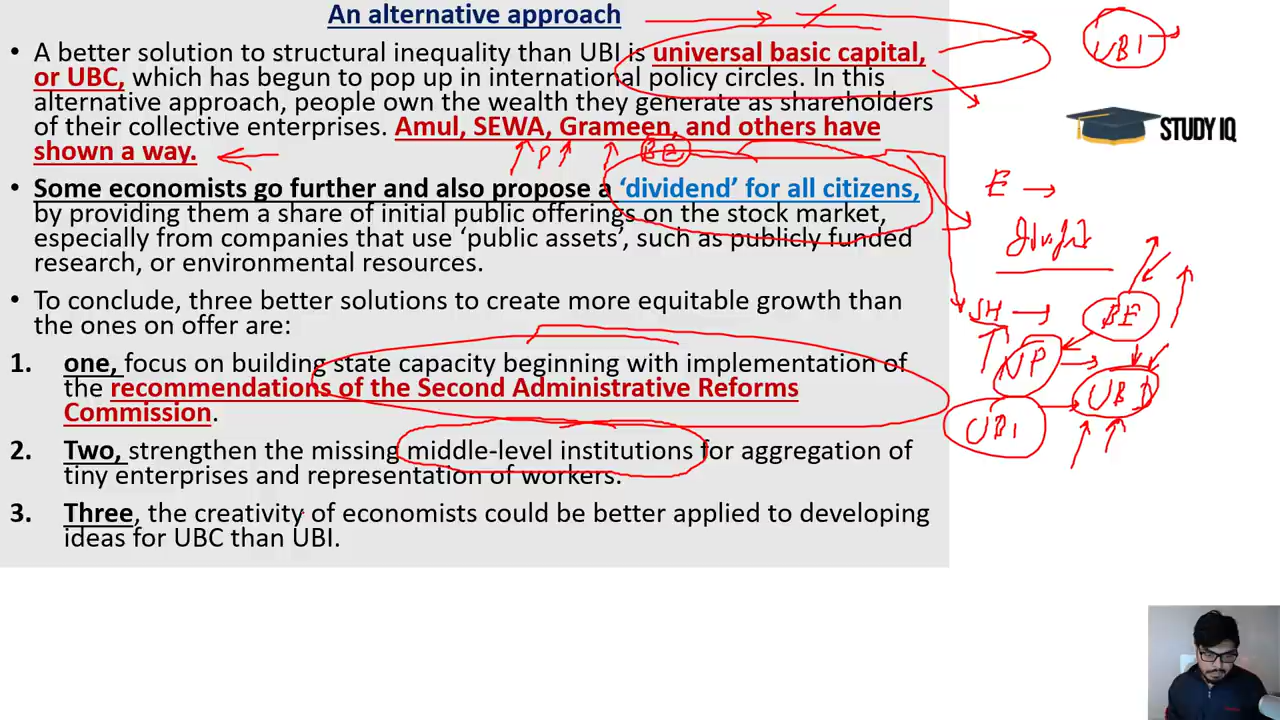 An alternative approach
• A better solution to structural inequality than UBI is universal basic capital,
or UBC, which has begun to pop up in international policy circles. In this
alternative approach, people own the wealth they generate as shareholders
of their collective enterprises. Amul, SEWA, Grameen, and others have
shown a way.
• Some economists go further and also propose a ‘dividend’ for all citizens,
by providing them a share of initial public offerings on the stock market,
especially from companies that use ‘public assets’, such as publicly funded
research, or environmental resources.
• To conclude, three better solutions to create more equitable growth than
the ones on offer are:
1. one, focus on building state capacity beginning with implementation of
the recommendations of the Second Administrative Reforms
Commission.
2. Two, strengthen the missing middle-level institutions for aggregation of
tiny enterprises and representation of workers.
3. Three, the creativity of economists could be better applied to developing
ideas for UBC than UBI.
UBI
STUDY IQ
P
BE
E
SH
BE
UBD
UBI